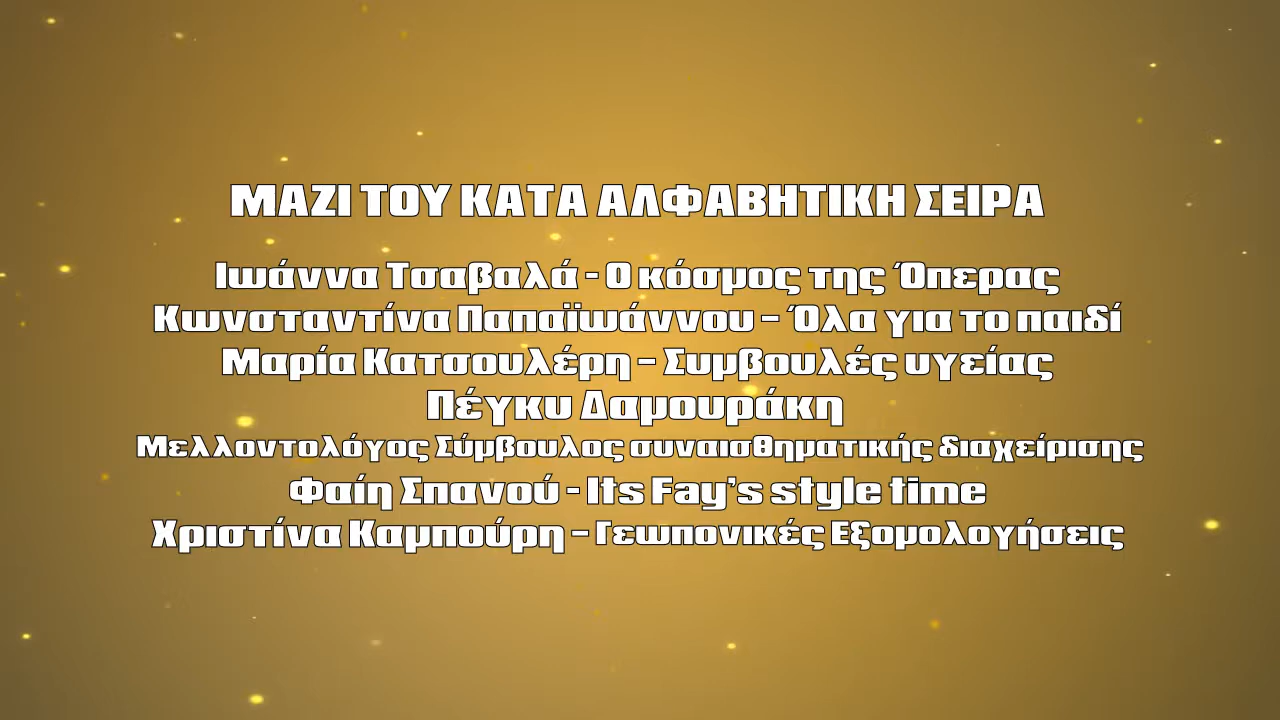 ΜΑΖΙ ΤΟΥ ΚΑΤΑ ΑΛΦΑΒΗΤΙΚΗ ΣΕΙΡΑ
Ιωάννα Τσαβαλά - Ο κόσμος της Όπερας
Κωνσταντίνα Παπαϊωάννου – Όλα για το παιδί
Μαρία Κατσουλέρη – Συμβουλές υγείας
Πέγκυ Δαμουράκη
Μελλοντολόγος Σύμβουλος συναισθηματικής διαχείρισης
Φαίη Σπανού - Its Fay’s style time
Χριστίνα Καμπούρη – Γεωπονικές Εξομολογήσεις